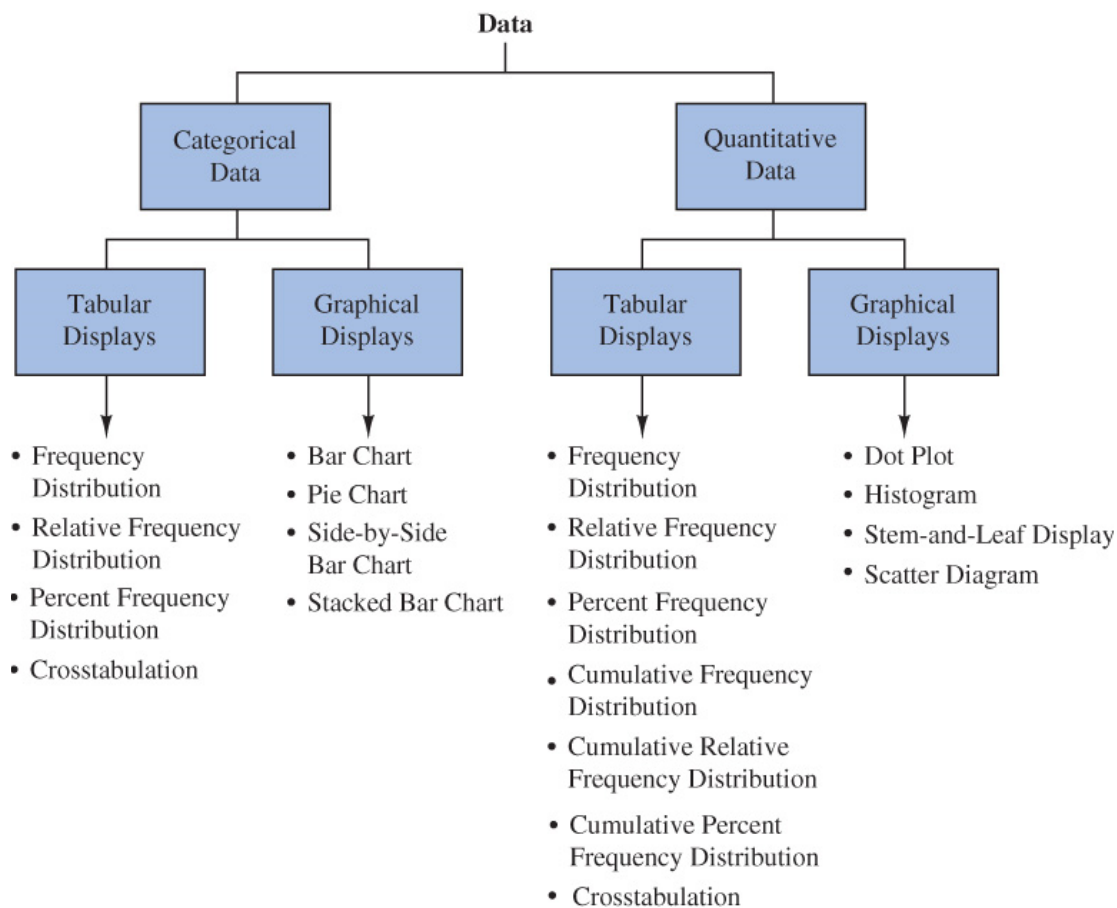 Data
Categorical
Data
Quantitative
Data
Tabular
Displays
Graphical
Displays
Tabular
Displays
Graphical
Displays
• Frequency
Distribution
• Relative Frequency
Distribution
• Percent Frequency
Distribution
• Crosstabulation
• Bar Chart
• Pie Chart
• Side-by-Side
Bar Chart
• Stacked Bar Chart
• Frequency
Distribution
• Relative Frequency
Distribution
• Percent Frequency
Distribution
• Cumulative Frequency
Distribution
• Cumulative Relative
Frequency Distribution
• Cumulative Percent
Frequency Distribution
• Crosstabulation
• Dot Plot
• Histogram
• Stem-and-Leaf Display
• Scatter Diagram